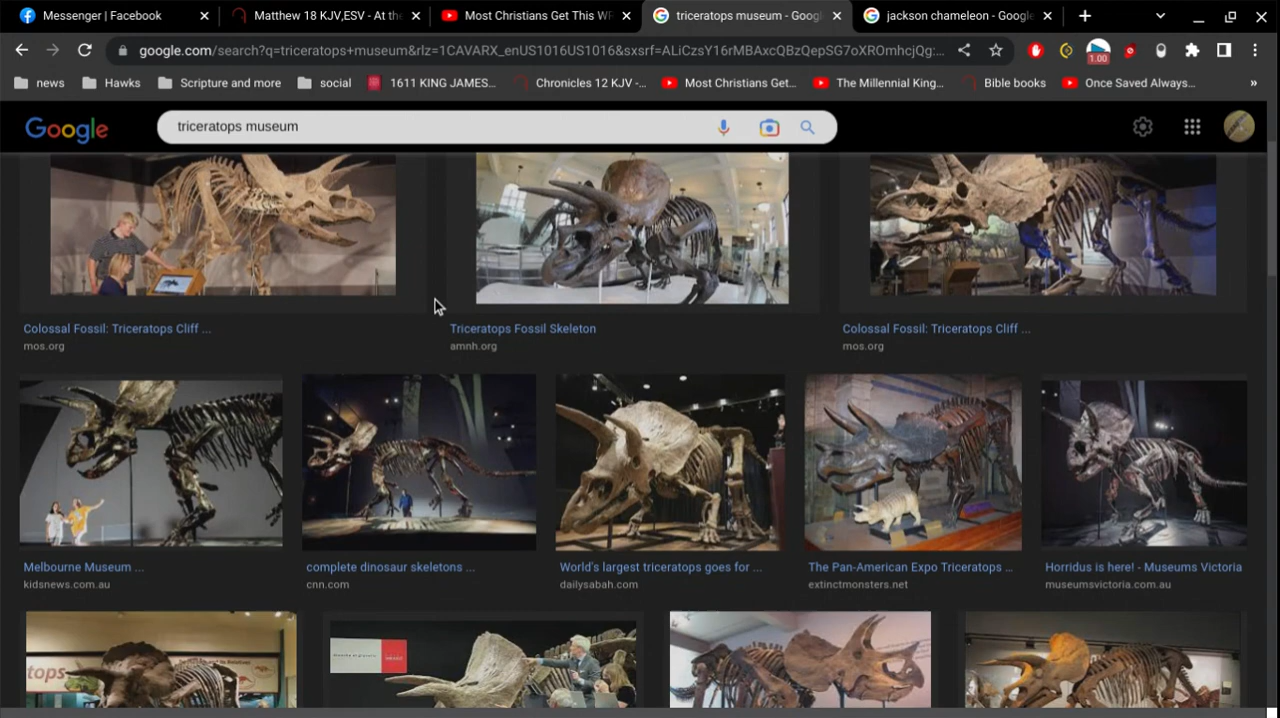 Messenger | Facebook
Matthew 18 KJV,ESV - At the
Most Christians Get This WR
triceratops museum - Googl
jackson chameleon - Google
google.com/search?q=triceratops+museum&rlz=1CAVARX_enUS1016US1016&sxsrf=ALiCzsY16rMBAxcQBzQepSG7oXROmhcjQg:...
1.00
news
Hawks
Scripture and more
social
1611 KING JAMES...
Chronicles 12 KJV -...
Most Christians Get...
The Millennial King...
Bible books
Once Saved Always...
»
Google
triceratops museum
Colossal Fossil: Triceratops Cliff ...
mos.org
Triceratops Fossil Skeleton
amnh.org
Colossal Fossil: Triceratops Cliff ...
mos.org
Melbourne Museum ...
kidsnews.com.au
complete dinosaur skeletons ...
cnn.com
World's largest triceratops goes for ...
dailysabah.com
The Pan-American Expo Triceratops ...
extinctmonsters.net
Horridus is here! - Museums Victoria
museumsvictoria.com.au
tops